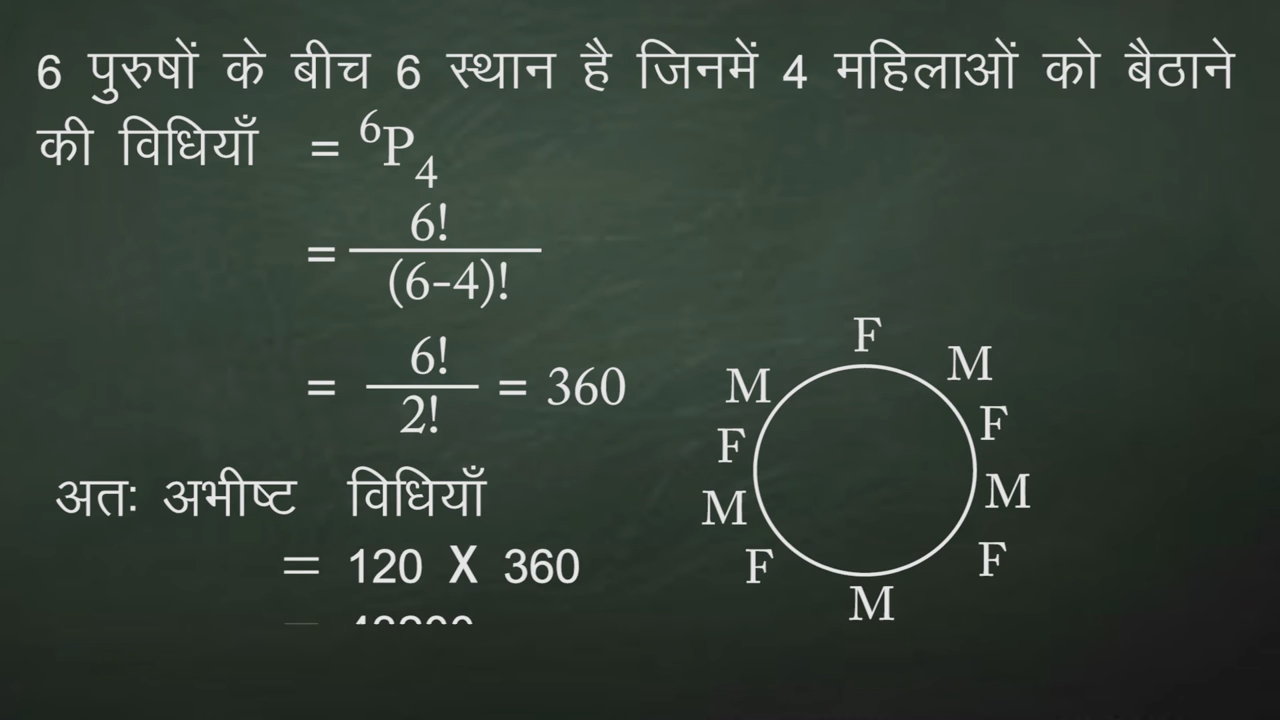 6 पुरुषों के बीच 6 स्थान है जिनमें 4 महिलाओं को बैठाने
की विधियाँ = ⁶P₄
= 6!
(6-4)!
= 6! = 360
2!
अतः अभीष्ट विधियाँ
= 120 X 360
F
M M
F F
M M
F F
M